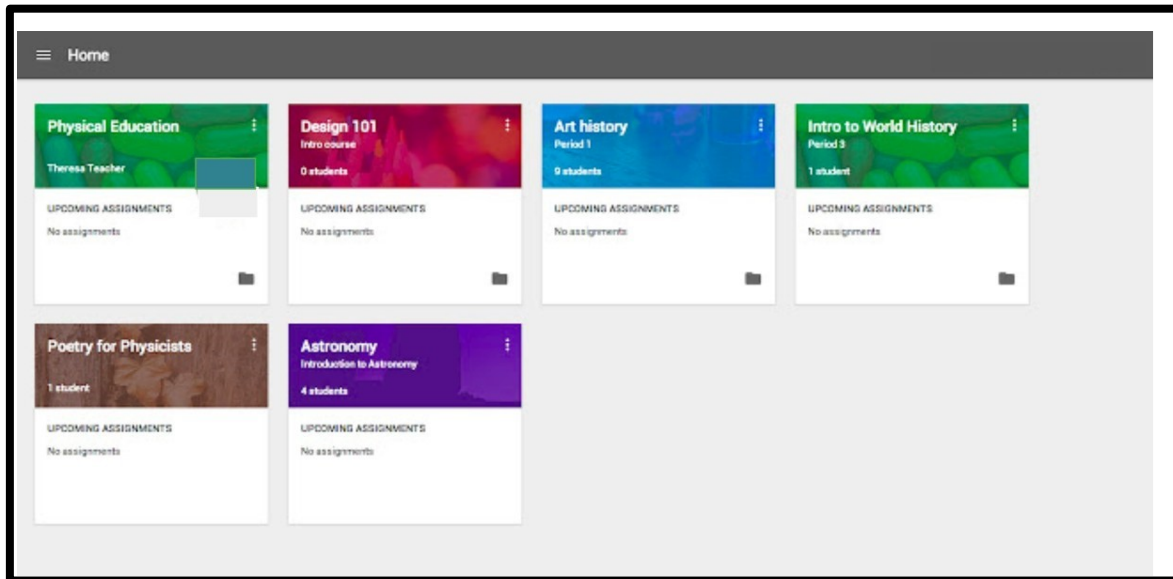 Home
Physical Education
Theresa Teacher
UPCOMING ASSIGNMENTS
No assignments
Design 101
Intro course
0 students
UPCOMING ASSIGNMENTS
No assignments
Art history
Period 1
9 students
UPCOMING ASSIGNMENTS
No assignments
Intro to World History
Period 3
1 student
UPCOMING ASSIGNMENTS
No assignments
Poetry for Physicists
1 student
UPCOMING ASSIGNMENTS
No assignments
Astronomy
Introduction to Astronomy
4 students
UPCOMING ASSIGNMENTS
No assignments